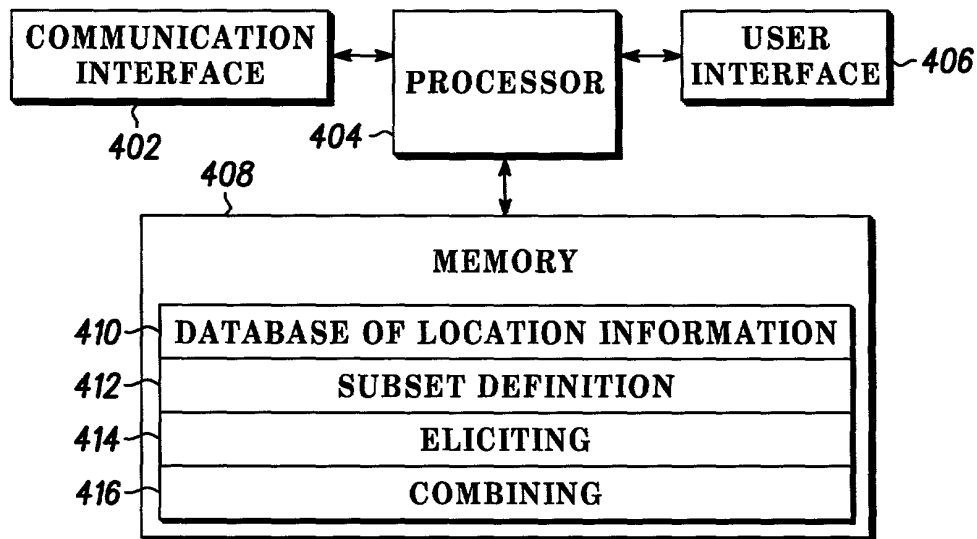 COMMUNICATION
INTERFACE
402
PROCESSOR
404
USER
INTERFACE
406
408
MEMORY
410 DATABASE OF LOCATION INFORMATION
412 SUBSET DEFINITION
414 ELICITING
416 COMBINING